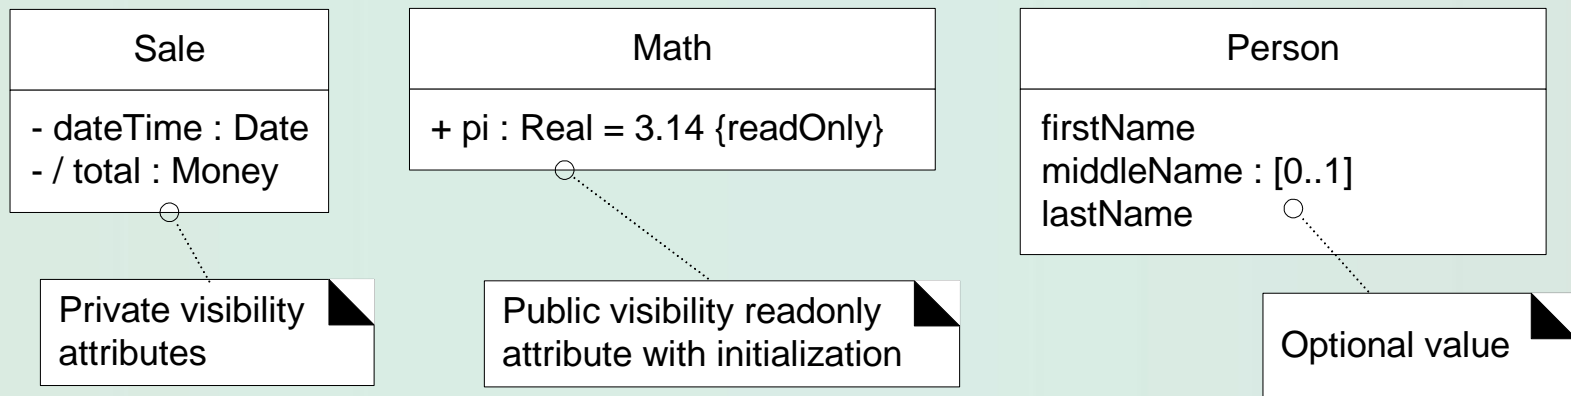 Sale
- dateTime : Date
- / total : Money
Private visibility
attributes
Math
+ pi : Real = 3.14 {readOnly}
Public visibility readonly
attribute with initialization
Person
firstName
middleName : [0..1]
lastName
Optional value